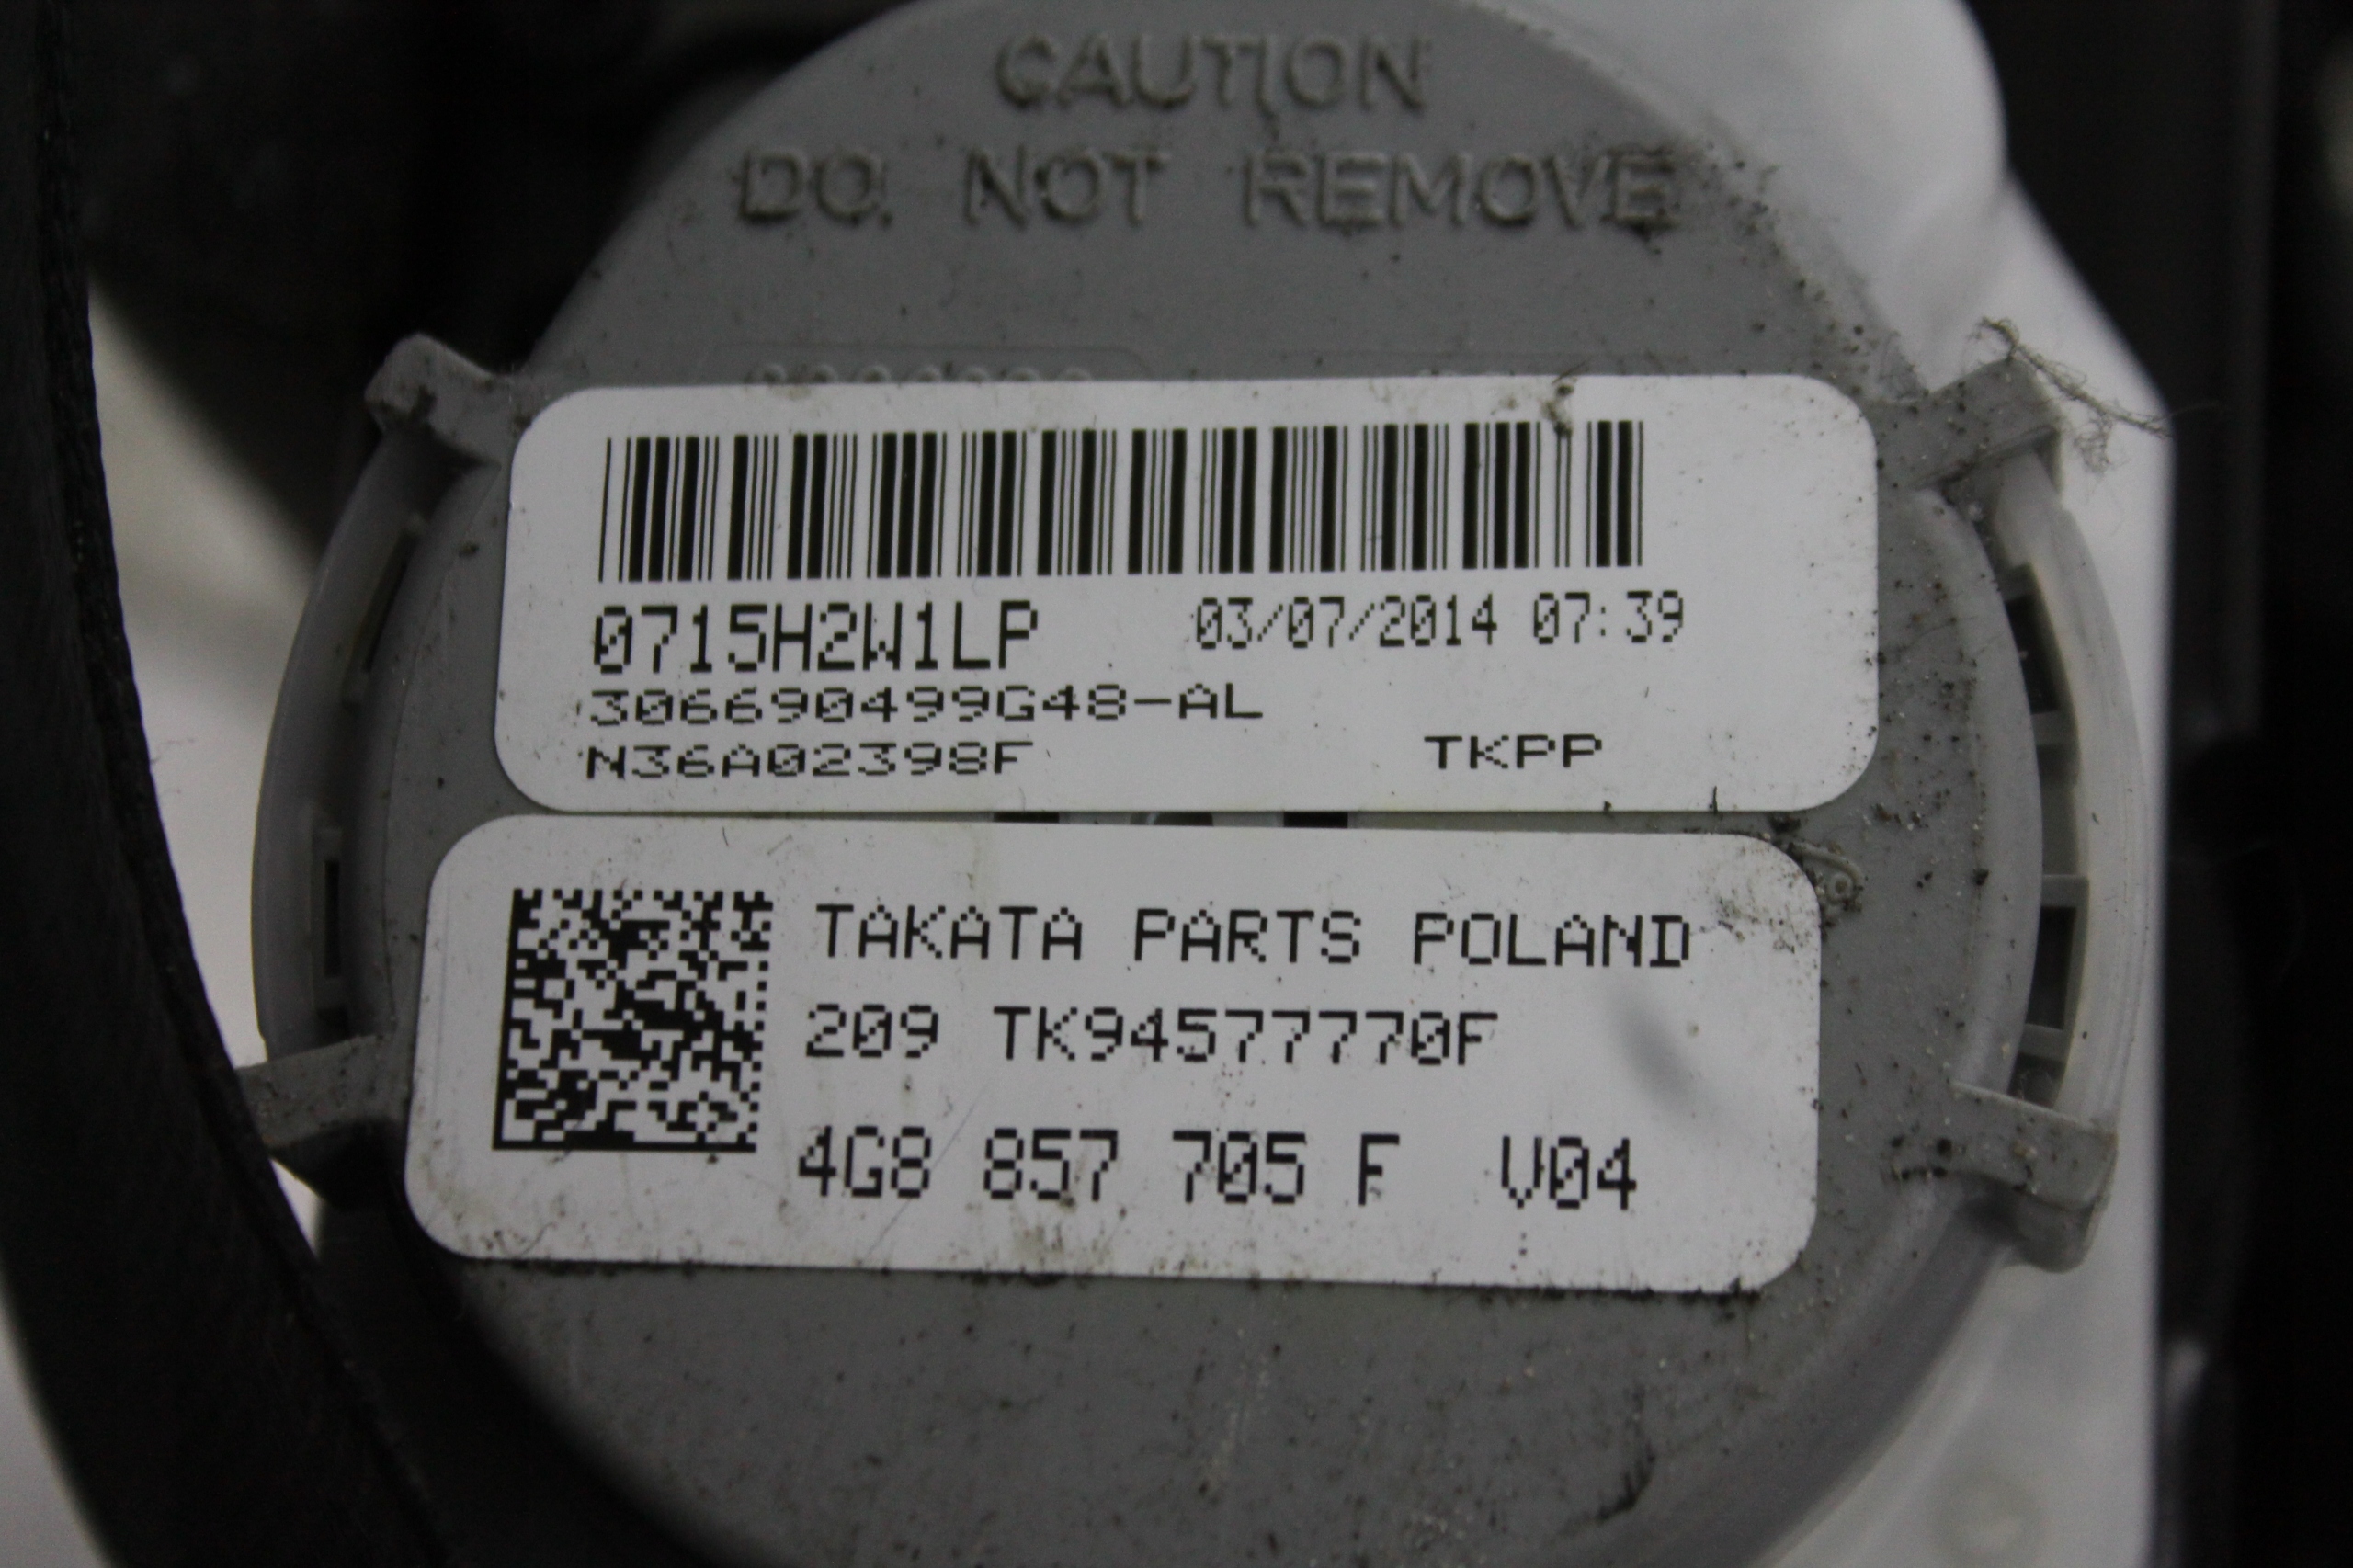 CAUTION
DO NOT REMOVE
0715H2W1LP 03/07/2014 07:39
306690499G48-AL
N36A02398F TKPP
TAKATA PARTS POLAND
209 TK94577770F
4G8 857 705 F V04